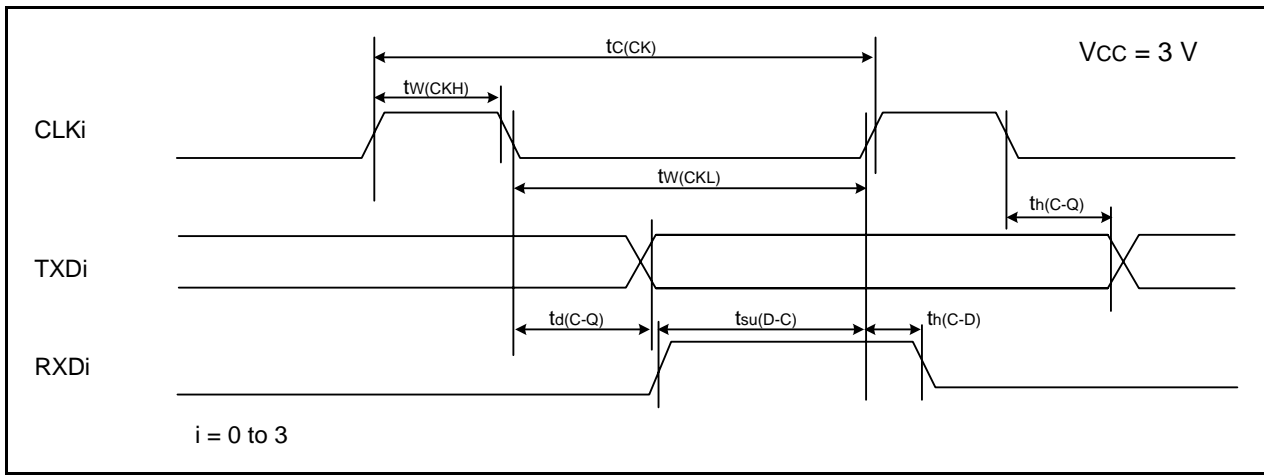 tC(CK)
VCC = 3 V
tW(CKH)
CLKi
tW(CKL)
th(C-Q)
TXDi
td(C-Q)
tsu(D-C)
th(C-D)
RXDi
i = 0 to 3